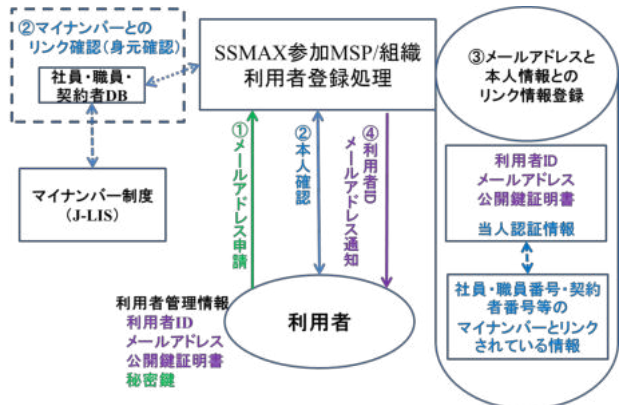 ②マイナンバーとの
リンク確認(身元確認)
社員・職員・
契約者DB
マイナンバー制度
(J-LIS)
SSMAX参加MSP/組織
利用者登録処理
③メールアドレスと
本人情報との
リンク情報登録
①メールアドレス申請
②本人確認
④利用者ID
メールアドレス通知
利用者ID
メールアドレス
公開鍵証明書
当人認証情報
社員・職員番号・契約
者番号等の
マイナンバーとリンク
されている情報
利用者管理情報
利用者ID
メールアドレス
公開鍵証明書
秘密鍵
利用者